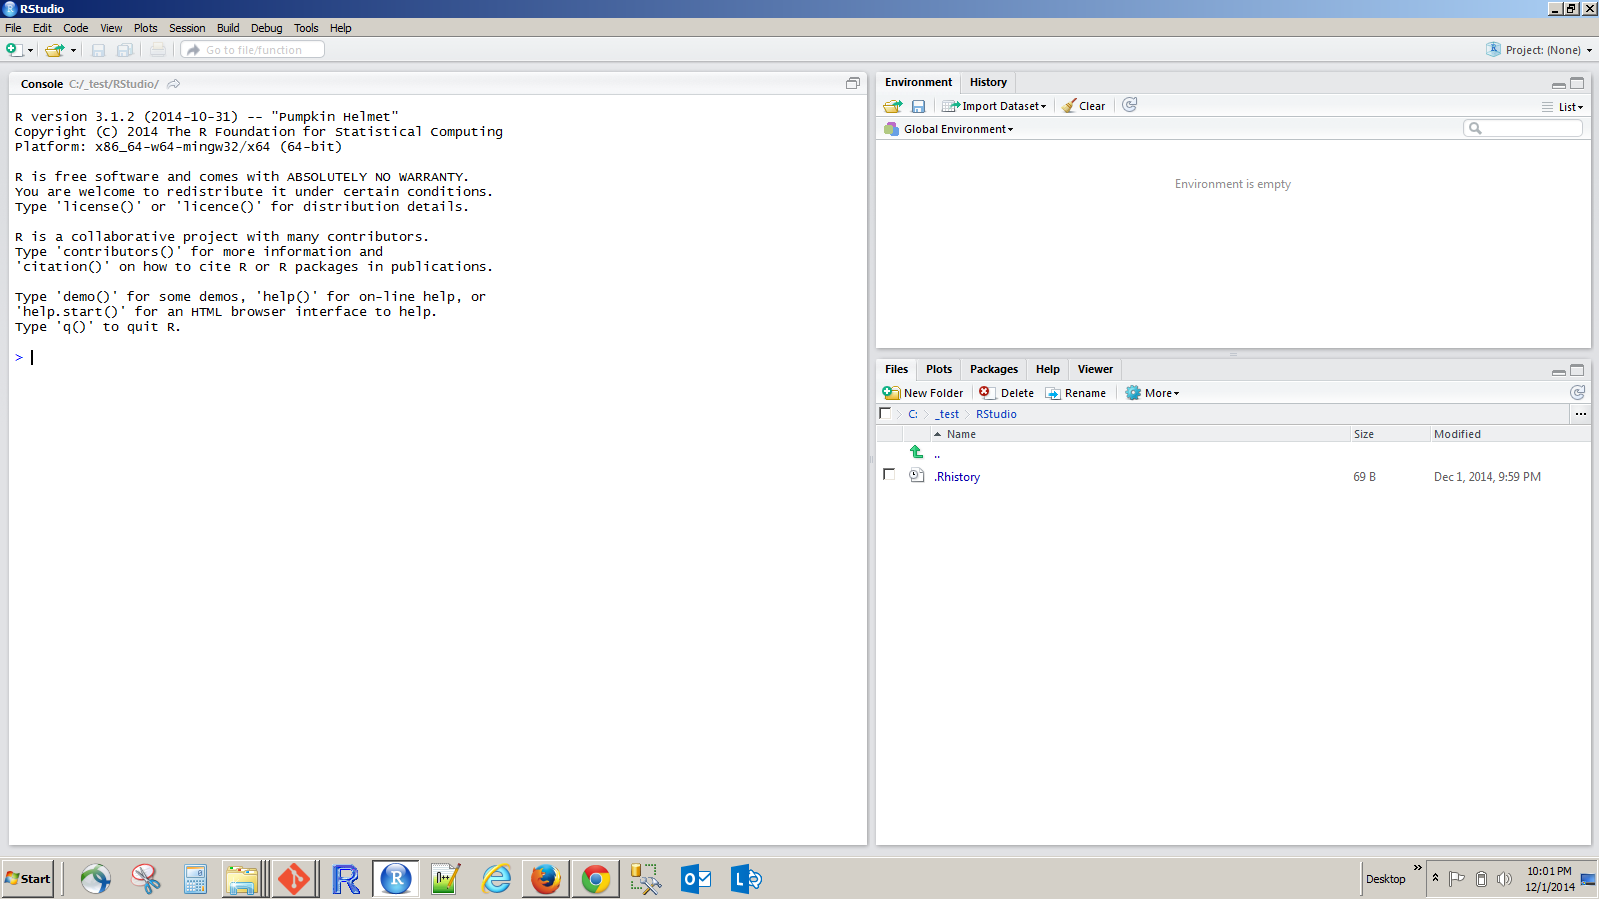 RStudio
File Edit Code View Plots Session Build Debug Tools Help
Go to file/function
Project: (None)
Console C:/_test/RStudio/
R version 3.1.2 (2014-10-31) -- "Pumpkin Helmet"
Copyright (C) 2014 The R Foundation for Statistical Computing
Platform: x86_64-w64-mingw32/x64 (64-bit)
R is free software and comes with ABSOLUTELY NO WARRANTY.
You are welcome to redistribute it under certain conditions.
Type 'license()' or 'licence()' for distribution details.
R is a collaborative project with many contributors.
Type 'contributors()' for more information and
'citation()' on how to cite R or R packages in publications.
Type 'demo()' for some demos, 'help()' for on-line help, or
'help.start()' for an HTML browser interface to help.
Type 'q()' to quit R.
>
Environment History
Import Dataset Clear
List
Global Environment
Environment is empty
Files Plots Packages Help Viewer
New Folder Delete Rename More
C: _test RStudio ...
Name Size Modified
..
.Rhistory 69 B Dec 1, 2014, 9:59 PM
Start
Desktop
10:01 PM
12/1/2014